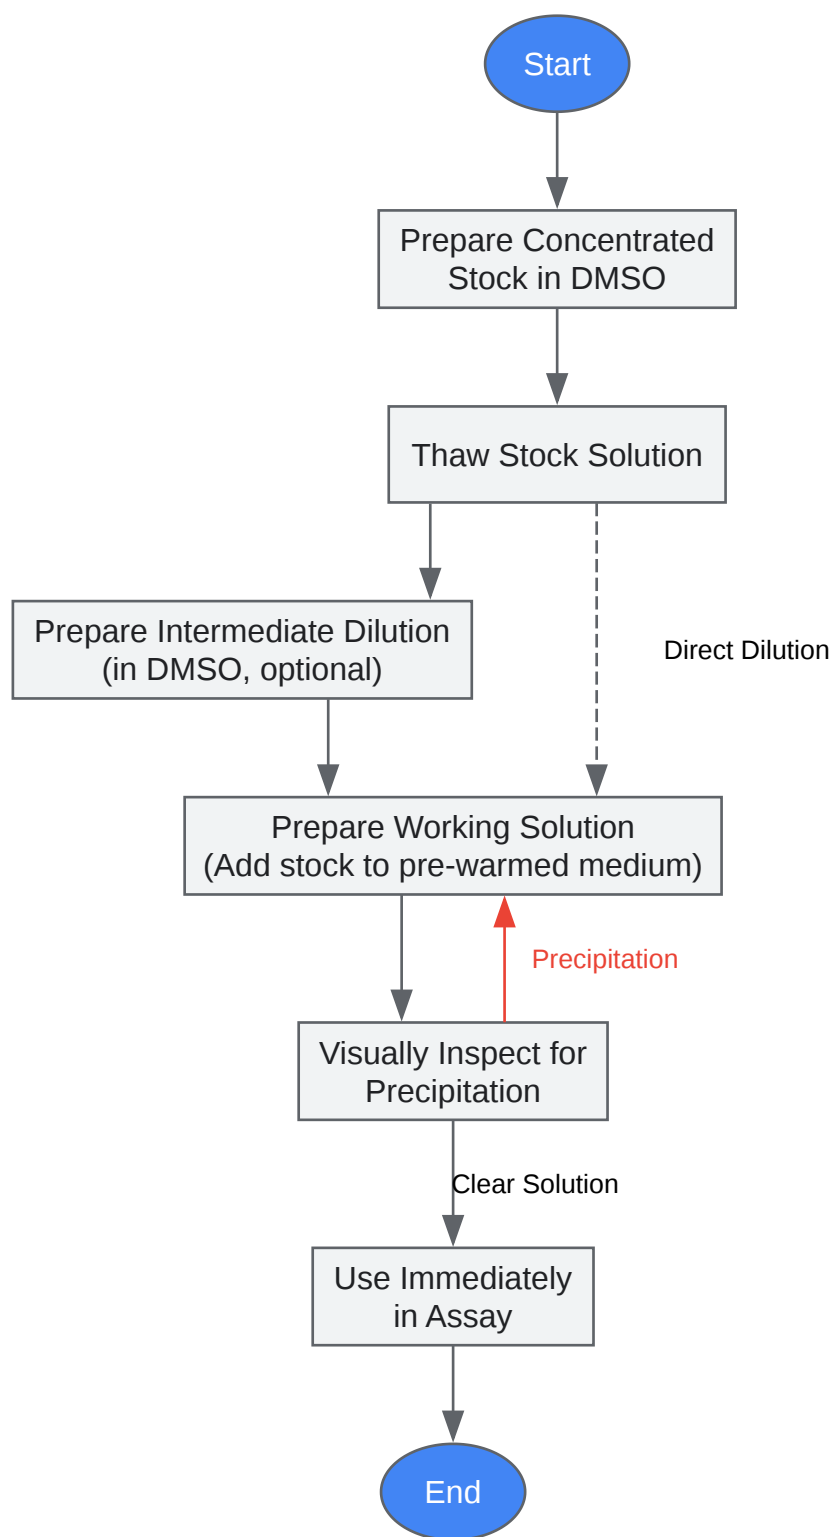 Start
Prepare Concentrated
Stock in DMSO
Thaw Stock Solution
Prepare Intermediate Dilution
(in DMSO, optional)
Direct Dilution
Prepare Working Solution
(Add stock to pre-warmed medium)
Precipitation
Visually Inspect for
Precipitation
Clear Solution
Use Immediately
in Assay
End